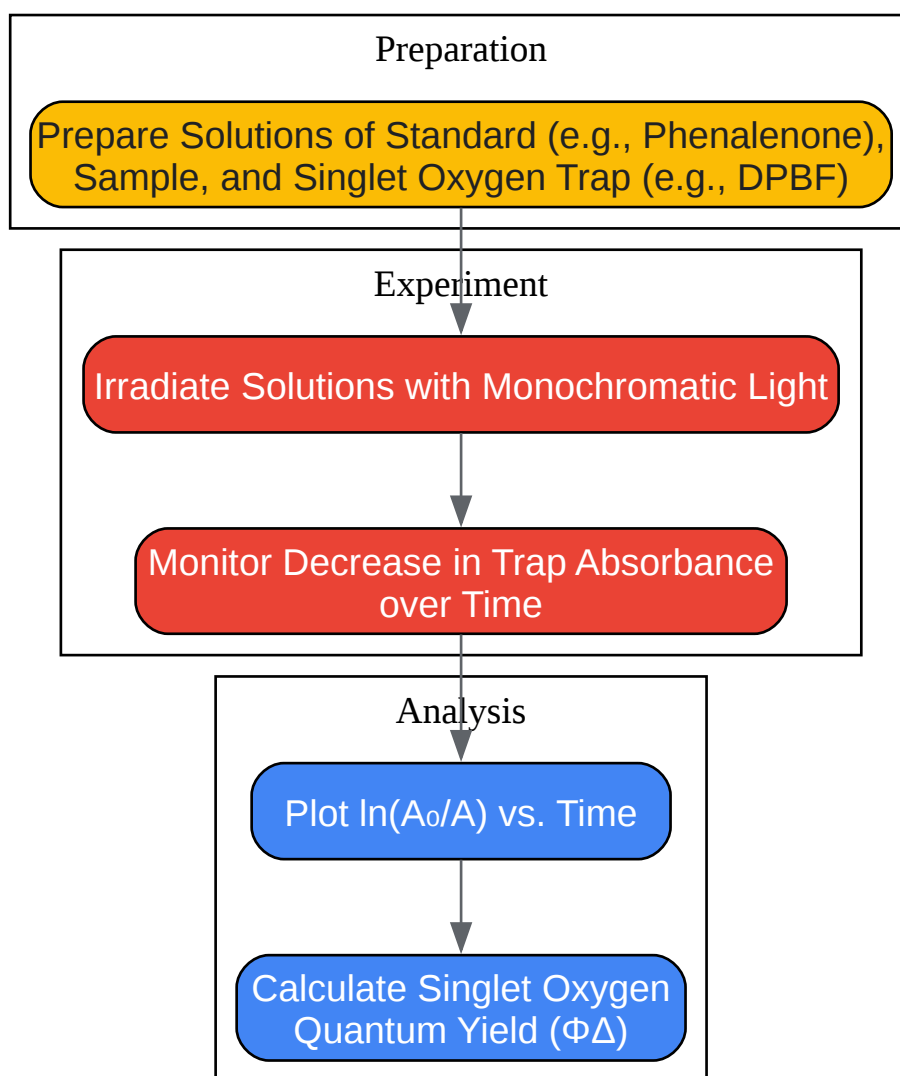 Preparation
Prepare Solutions of Standard (e.g., Phenalenone),
Sample, and Singlet Oxygen Trap (e.g., DPBF)
Experiment
Irradiate Solutions with Monochromatic Light
Monitor Decrease in Trap Absorbance
over Time
Analysis
Plot ln(A₀/A) vs. Time
Calculate Singlet Oxygen
Quantum Yield (ΦΔ)